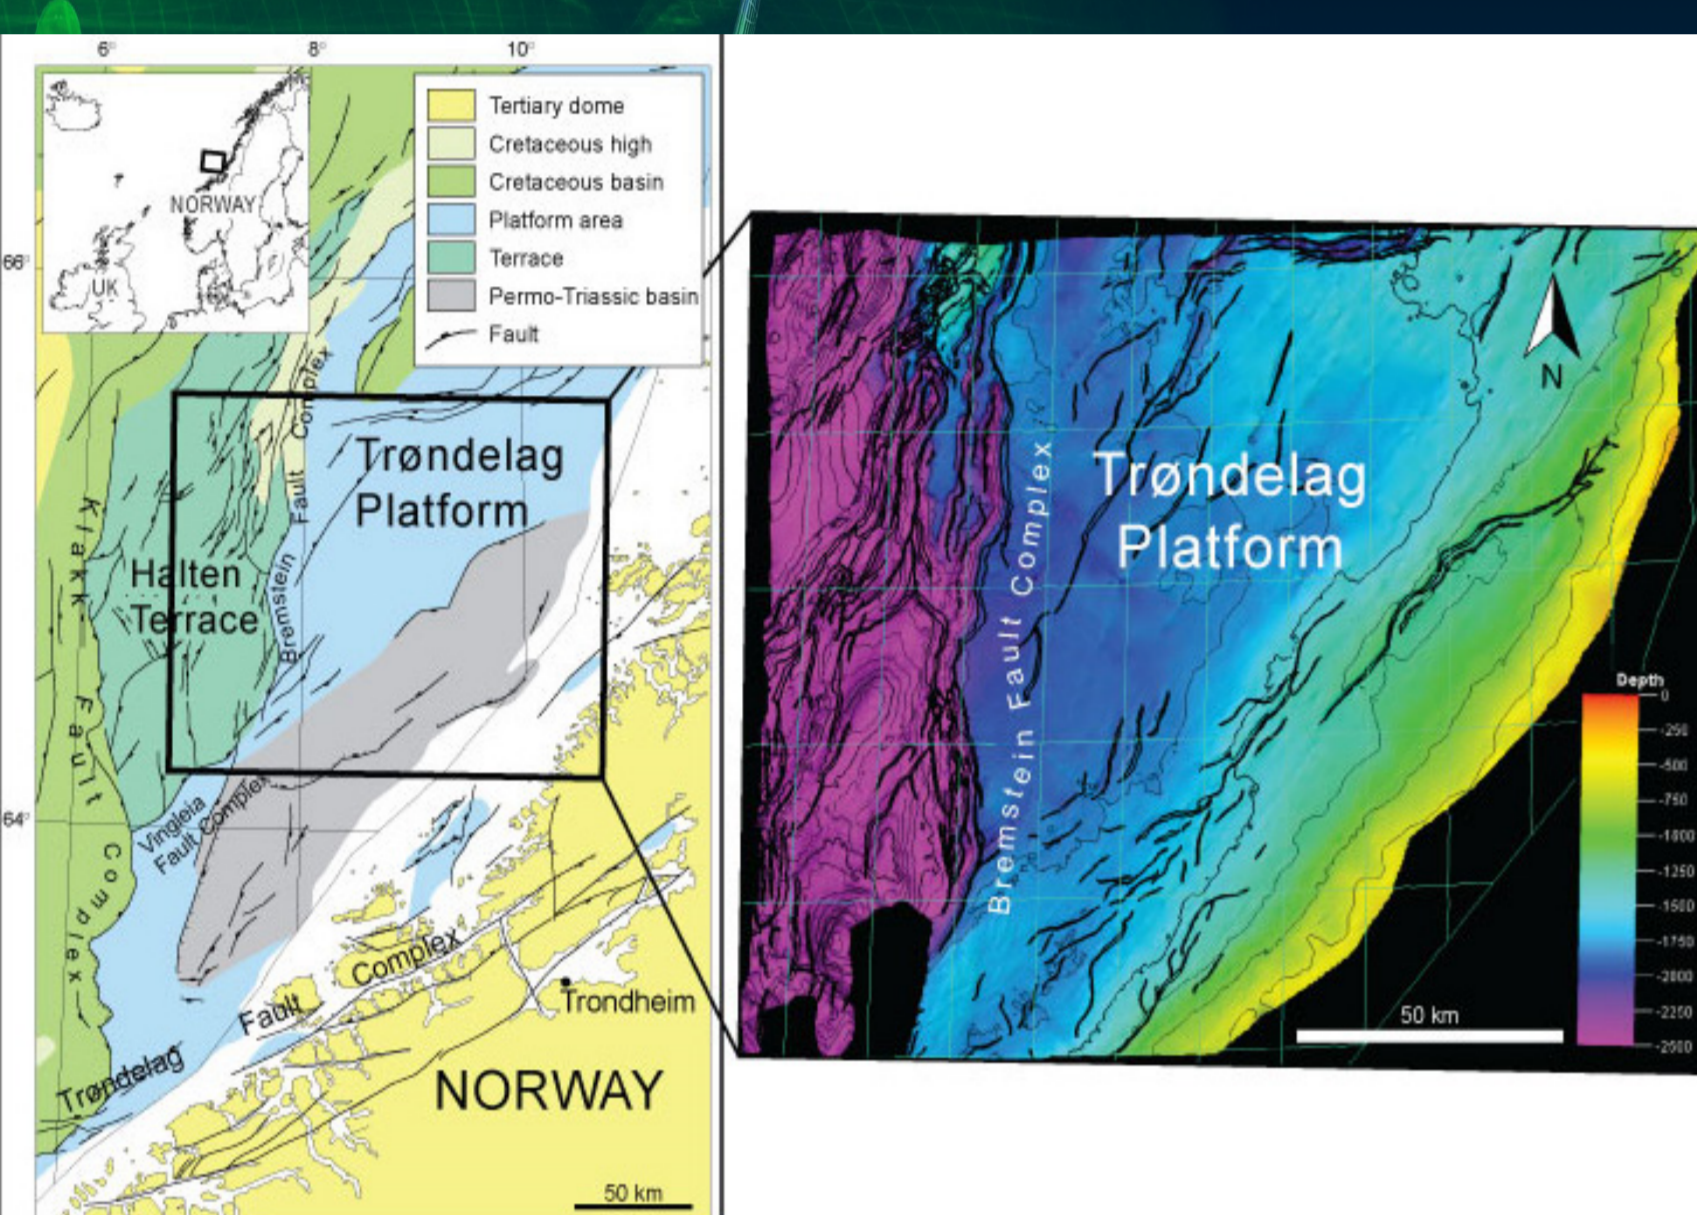 6°
8°
10°
66°
64°
NORWAY
UK
Tertiary dome
Cretaceous high
Cretaceous basin
Platform area
Terrace
Permo-Triassic basin
Fault
Trøndelag
Platform
Halten
Terrace
Bremstein Fault Complex
Klakk Fault Complex
Vingleia
Fault Complex
Trøndelag Fault Complex
Trondheim
NORWAY
50 km
Trøndelag
Platform
Bremstein Fault Complex
N
Depth
0
-250
-500
-750
-1000
-1250
-1500
-1750
-2000
-2250
-2500
50 km